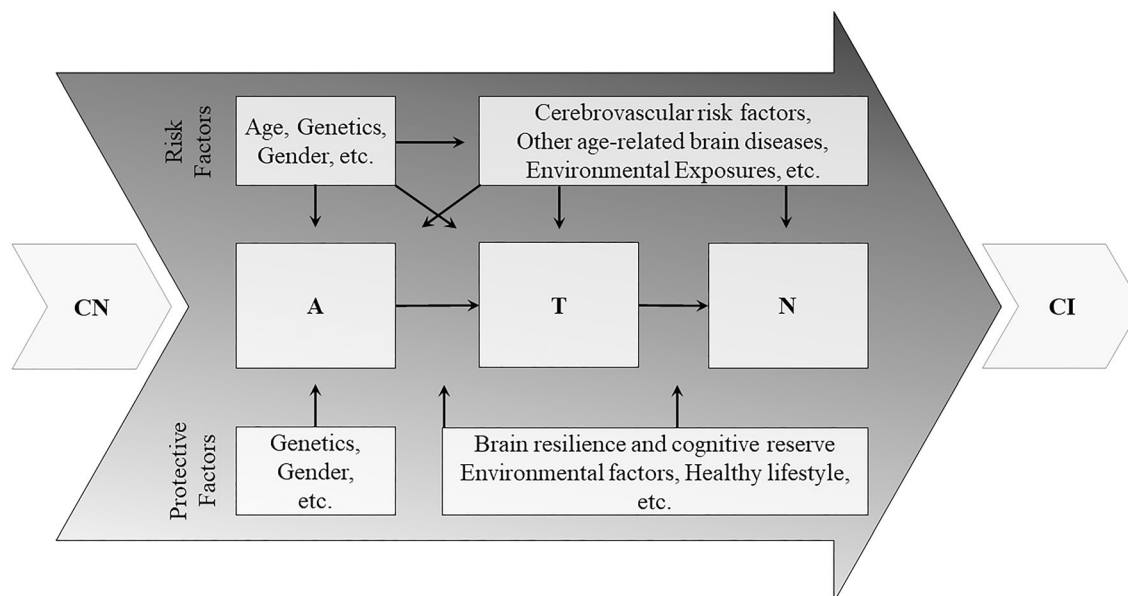 Risk
Factors
Age, Genetics,
Gender, etc.
Cerebrovascular risk factors,
Other age-related brain diseases,
Environmental Exposures, etc.
CN
A
T
N
CI
Protective
Factors
Genetics,
Gender,
etc.
Brain resilience and cognitive reserve
Environmental factors, Healthy lifestyle,
etc.